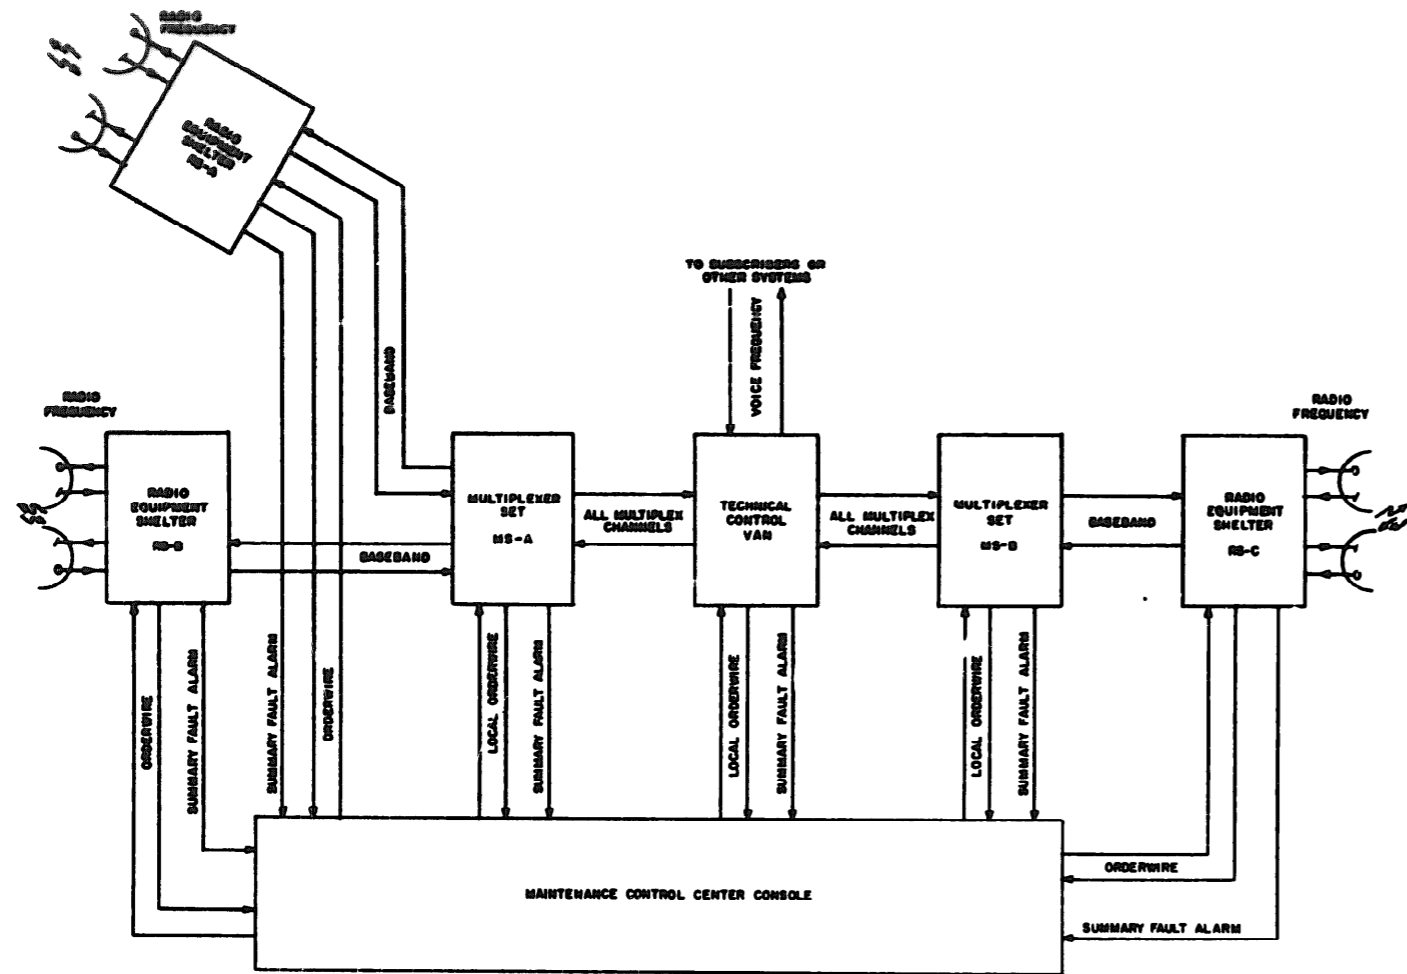 RADIO
FREQUENCY
RADIO
EQUIPMENT
SHELTER
RS-A
TO SUBSCRIBERS OR
OTHER SYSTEMS
VOICE FREQUENCY
BASEBAND
RADIO
FREQUENCY
RADIO
EQUIPMENT
SHELTER
RS-B
BASEBAND
MULTIPLEXER
SET
MS-A
ALL MULTIPLEX
CHANNELS
TECHNICAL
CONTROL
VAN
ALL MULTIPLEX
CHANNELS
MULTIPLEXER
SET
MS-B
BASEBAND
RADIO
EQUIPMENT
SHELTER
RS-C
RADIO
FREQUENCY
ORDERWIRE
SUMMARY FAULT ALARM
SUMMARY FAULT ALARM
ORDERWIRE
LOCAL ORDERWIRE
SUMMARY FAULT ALARM
LOCAL ORDERWIRE
SUMMARY FAULT ALARM
LOCAL ORDERWIRE
SUMMARY FAULT ALARM
ORDERWIRE
SUMMARY FAULT ALARM
MAINTENANCE CONTROL CENTER CONSOLE